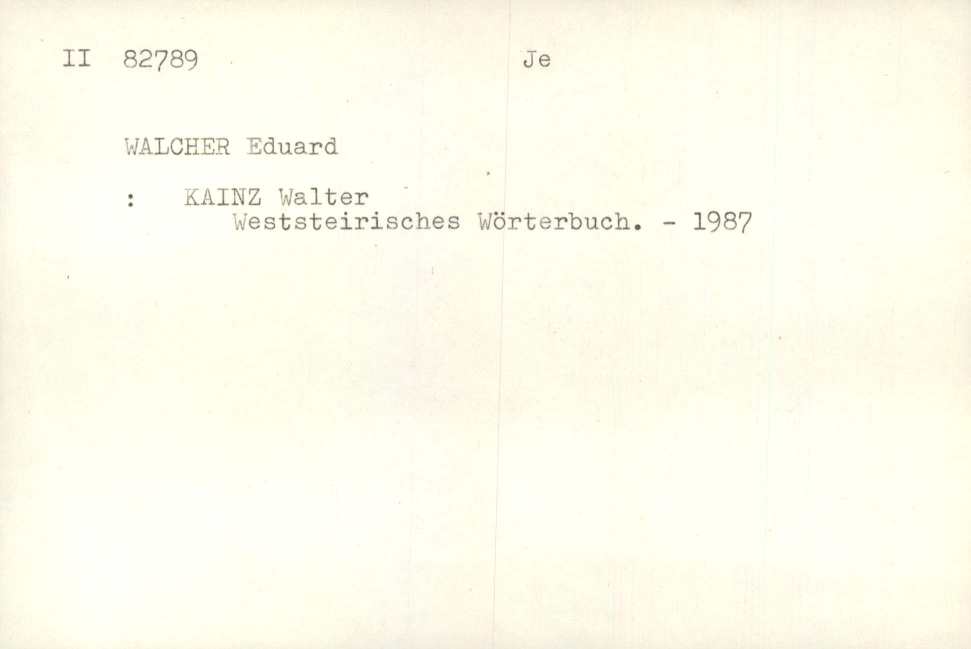 II 82789 Je
WALCHER Eduard
: KAINZ Walter
Weststeirisches Wörterbuch. - 1987